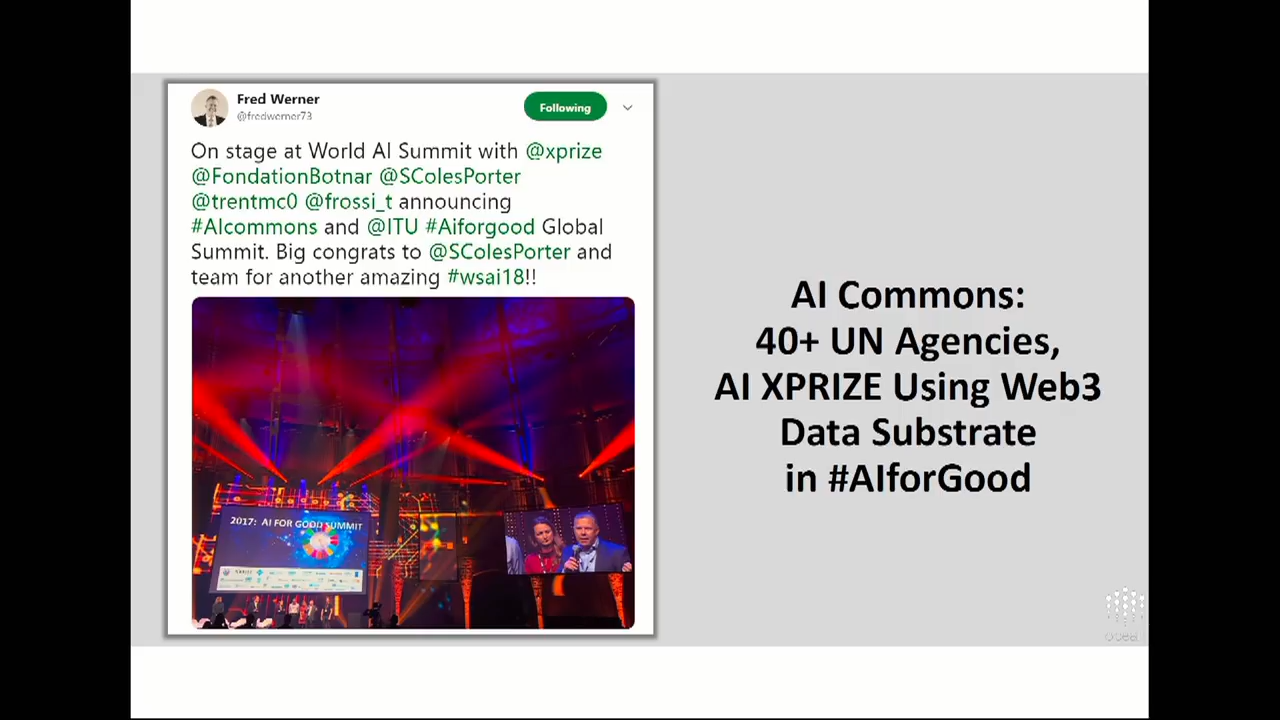 Fred Werner
@fredwerner73
Following
On stage at World AI Summit with @xprize
@FondationBotnar @SColesPorter
@trentmc0 @frossi_t announcing
#AIcommons and @ITU #Aiforgood Global
Summit. Big congrats to @SColesPorter and
team for another amazing #wsai18!!
2017: AI FOR GOOD SUMMIT
AI Commons:
40+ UN Agencies,
AI XPRIZE Using Web3
Data Substrate
in #AIforGood
ocean